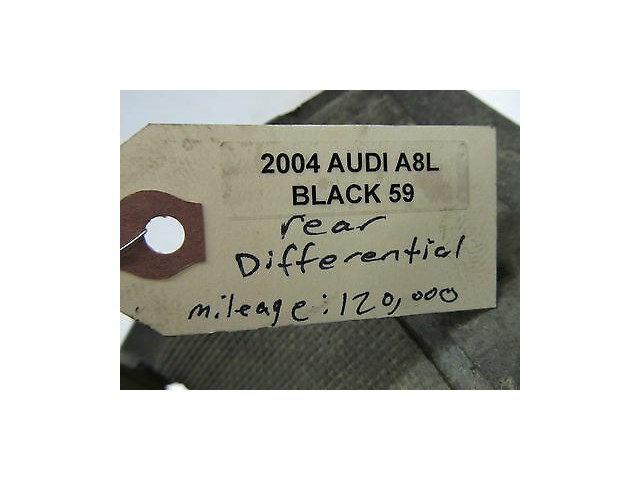 2004 AUDI A8L
BLACK 59
rear
Differential
mileage: 120,000